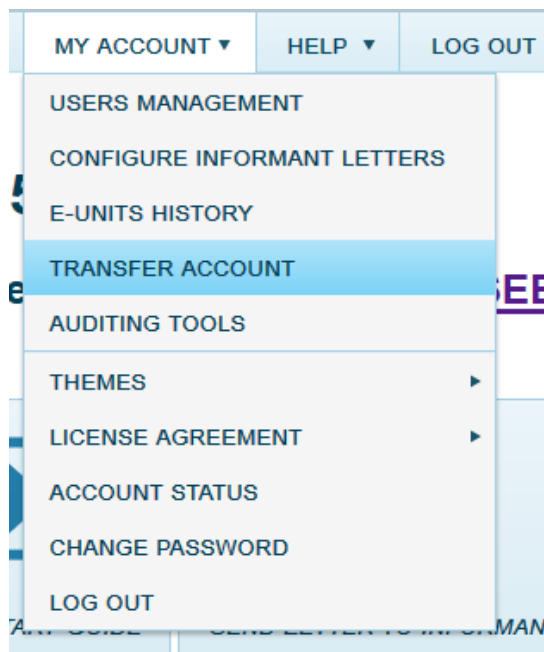 MY ACCOUNT ▼ HELP ▼ LOG OUT
USERS MANAGEMENT
CONFIGURE INFORMANT LETTERS
E-UNITS HISTORY
TRANSFER ACCOUNT
AUDITING TOOLS
THEMES ►
LICENSE AGREEMENT ►
ACCOUNT STATUS
CHANGE PASSWORD
LOG OUT